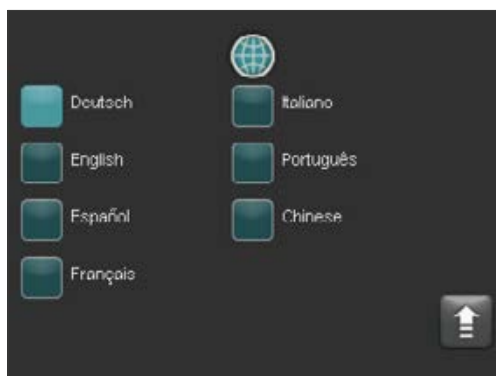 Deutsch
English
Español
Français
Italiano
Português
Chinese